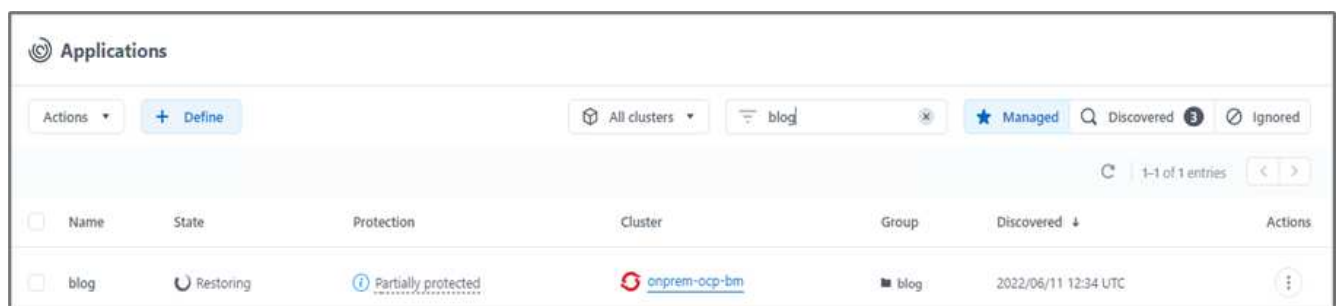 Applications
Actions + Define All clusters blog Managed Discovered 3 Ignored
1-1 of 1 entries < >
Name State Protection Cluster Group Discovered ↓ Actions
blog Restoring Partially protected onprem-ocp-bm blog 2022/06/11 12:34 UTC